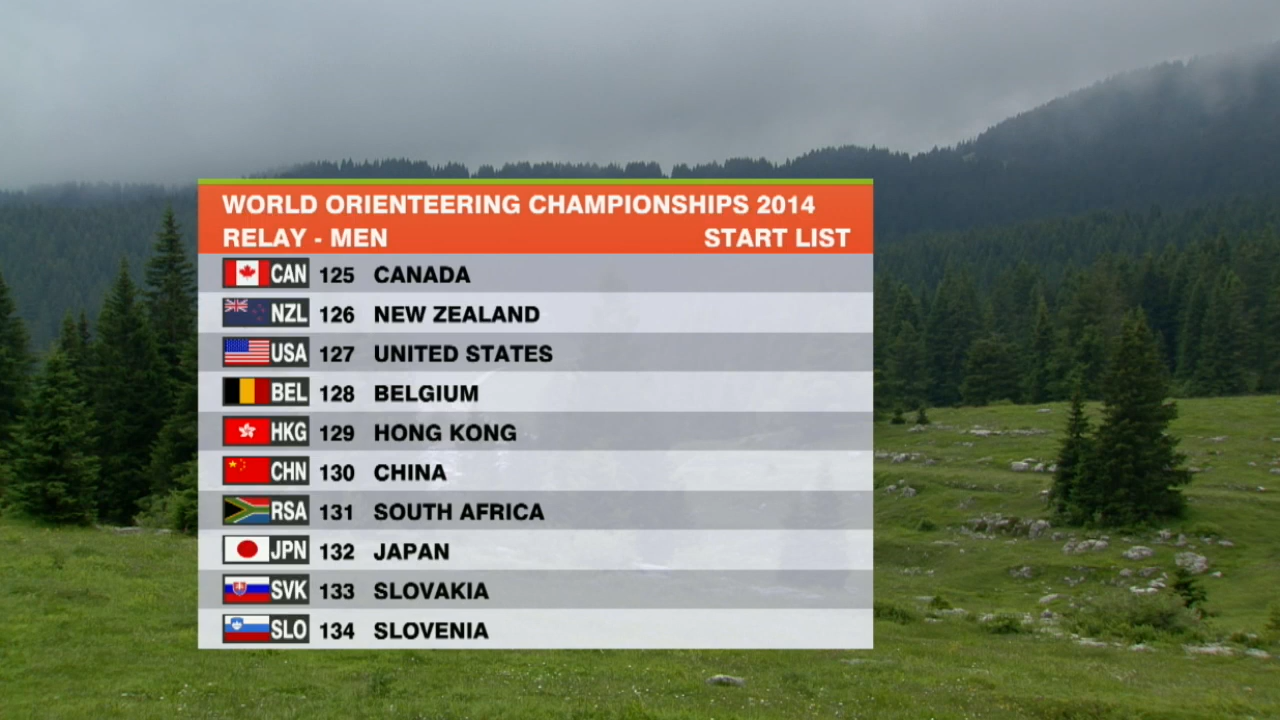 WORLD ORIENTEERING CHAMPIONSHIPS 2014
RELAY - MEN START LIST
CAN 125 CANADA
NZL 126 NEW ZEALAND
USA 127 UNITED STATES
BEL 128 BELGIUM
HKG 129 HONG KONG
CHN 130 CHINA
RSA 131 SOUTH AFRICA
JPN 132 JAPAN
SVK 133 SLOVAKIA
SLO 134 SLOVENIA